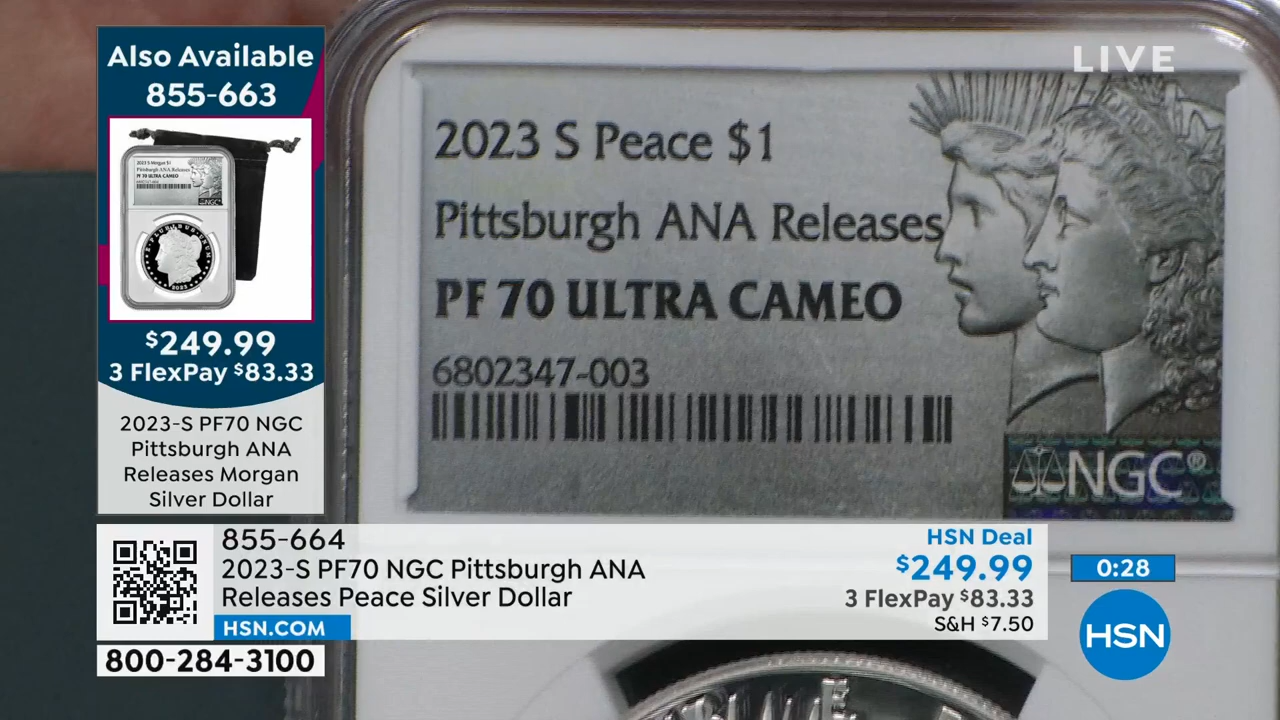 Also Available
855-663
2023 S Morgan $1
Pittsburgh ANA Releases
PF 70 ULTRA CAMEO
NGC
2023
$249.99
3 FlexPay $83.33
2023-S PF70 NGC
Pittsburgh ANA
Releases Morgan
Silver Dollar
LIVE
2023 S Peace $1
Pittsburgh ANA Releases
PF 70 ULTRA CAMEO
6802347-003
NGC®
855-664
2023-S PF70 NGC Pittsburgh ANA
Releases Peace Silver Dollar
HSN.COM
800-284-3100
HSN Deal
$249.99
3 FlexPay $83.33
S&H $7.50
0:28
HSN